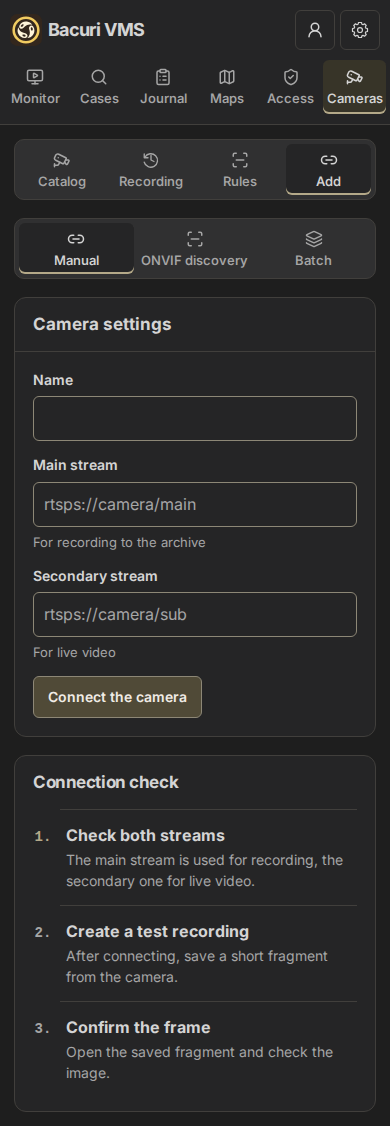 Bacuri VMS
Monitor Cases Journal Maps Access Cameras
Catalog Recording Rules Add
Manual ONVIF discovery Batch
Camera settings
Name
Main stream
rtsps://camera/main
For recording to the archive
Secondary stream
rtsps://camera/sub
For live video
Connect the camera
Connection check
1. Check both streams
The main stream is used for recording, the
secondary one for live video.
2. Create a test recording
After connecting, save a short fragment
from the camera.
3. Confirm the frame
Open the saved fragment and check the
image.